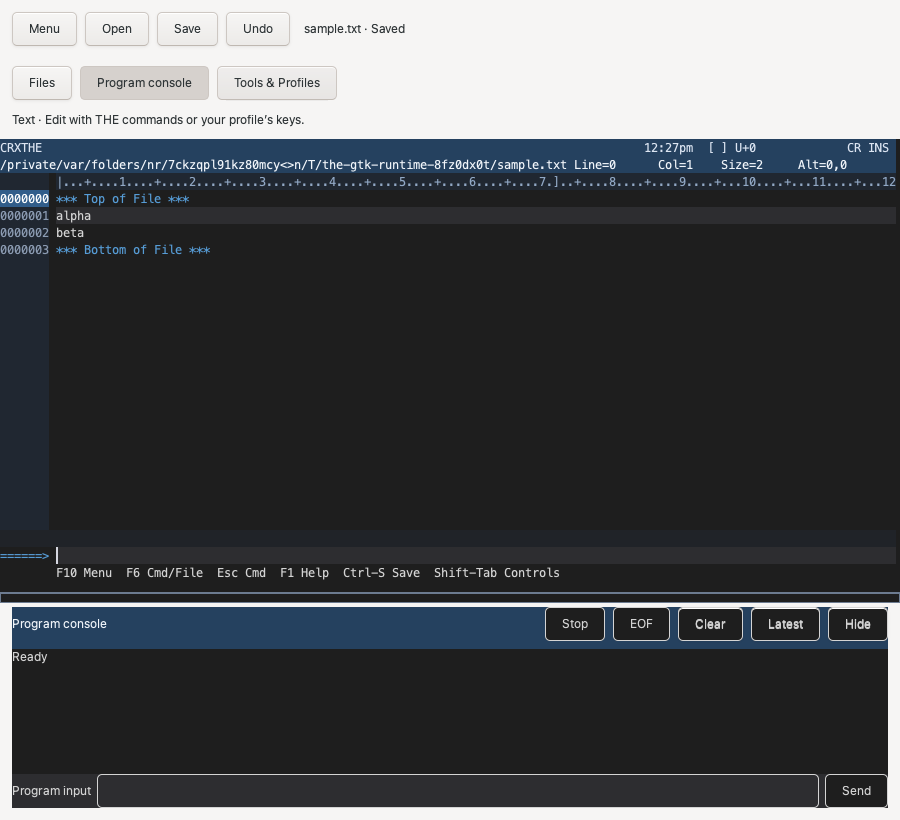 Menu Open Save Undo sample.txt · Saved
Files Program console Tools & Profiles
Text · Edit with THE commands or your profile's keys.
CRXTHE 12:27pm [ ] U+0 CR INS
/private/var/folders/nr/7ckzqpl91kz80mcy<>n/T/the-gtk-runtime-8fz0dx0t/sample.txt Line=0 Col=1 Size=2 Alt=0,0
|...+....1....+....2....+....3....+....4....+....5....+....6....+....7.]..+....8....+....9....+...10....+...11....+...12
0000000 *** Top of File ***
0000001 alpha
0000002 beta
0000003 *** Bottom of File ***
======>
F10 Menu F6 Cmd/File Esc Cmd F1 Help Ctrl-S Save Shift-Tab Controls
Program console Stop EOF Clear Latest Hide
Ready
Program input Send